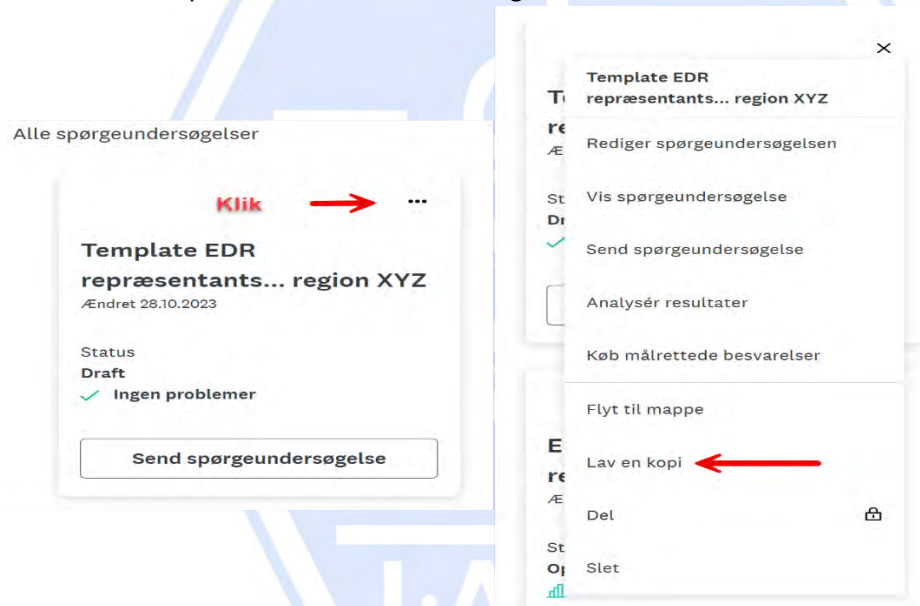 Alle spørgeundersøgelser
Klik
Template EDR
repræsentants... region XYZ
Ændret 28.10.2023
Status
Draft
Ingen problemer
Send spørgeundersøgelse
Template EDR
repræsentants... region XYZ
Rediger spørgeundersøgelsen
Vis spørgeundersøgelse
Send spørgeundersøgelse
Analysér resultater
Køb målrettede besvarelser
Flyt til mappe
Lav en kopi
Del
Slet